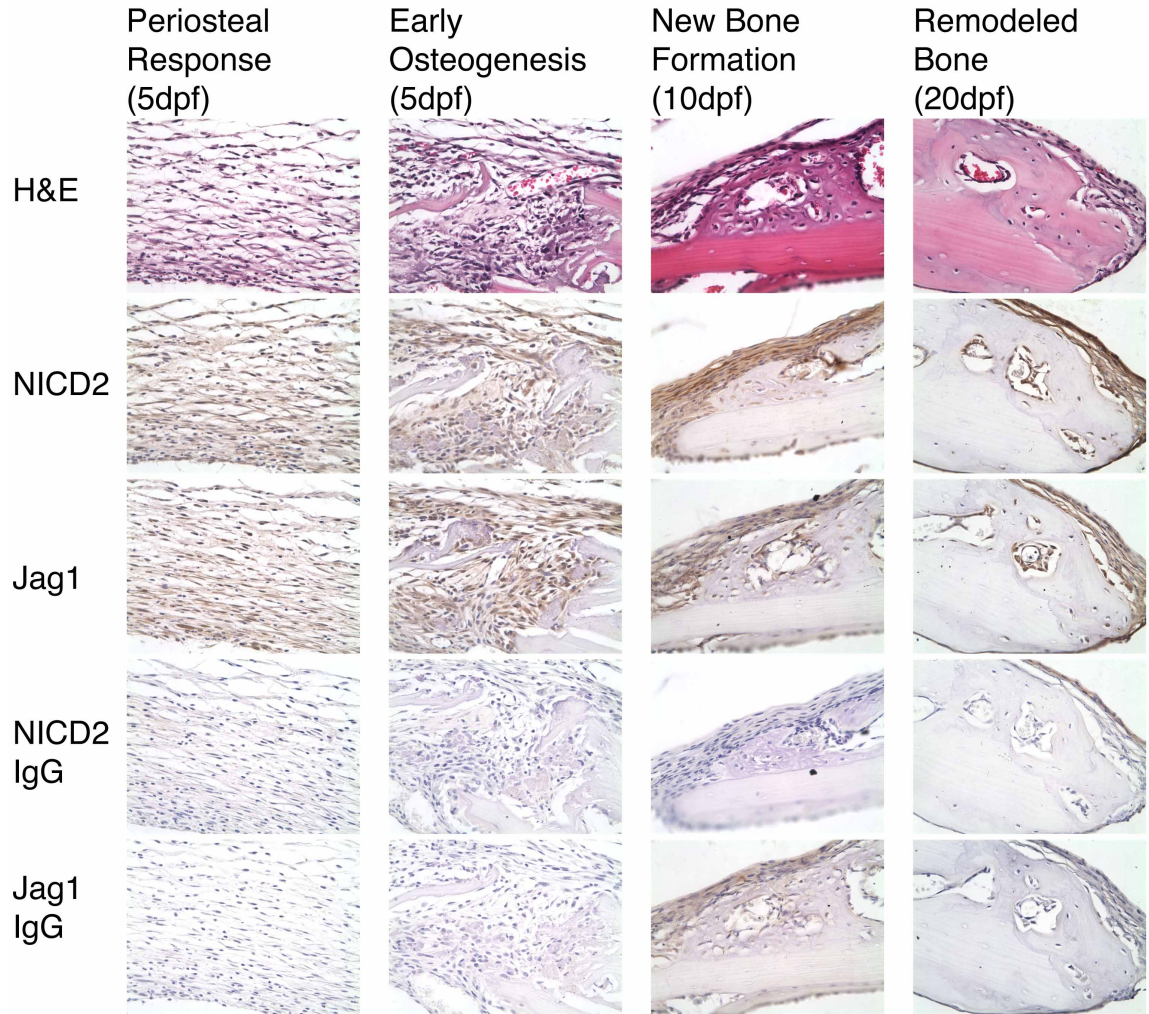 Periosteal
Response
(5dpf)
Early
Osteogenesis
(5dpf)
New Bone
Formation
(10dpf)
Remodeled
Bone
(20dpf)
H&E
NICD2
Jag1
NICD2
IgG
Jag1
IgG